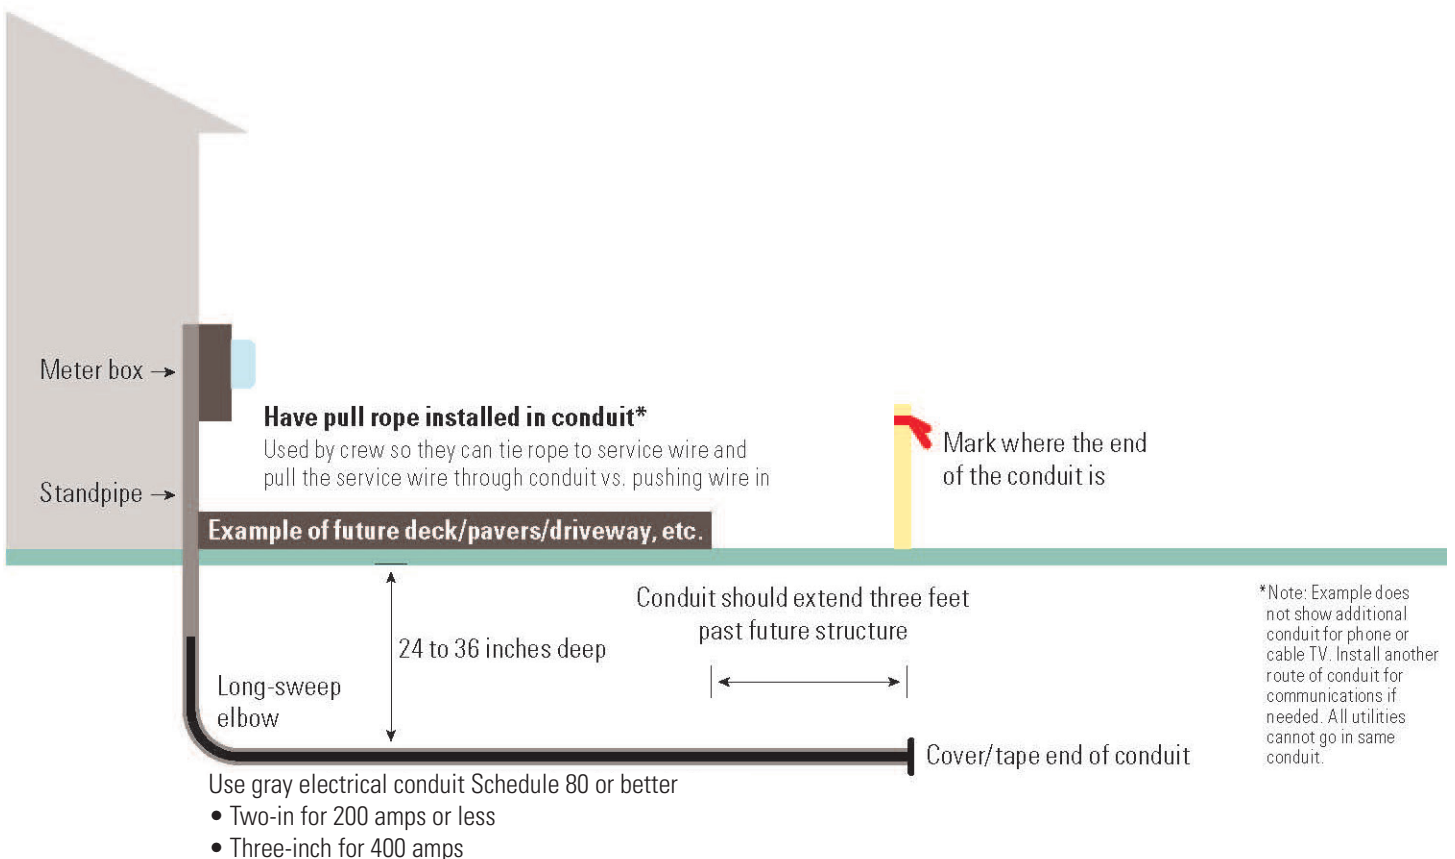 Meter box
Have pull rope installed in conduit*
Used by crew so they can tie rope to service wire and
pull the service wire through conduit vs. pushing wire in
Mark where the end
of the conduit is
Standpipe
Example of future deck/pavers/driveway, etc.
Conduit should extend three feet
past future structure
24 to 36 inches deep
*Note: Example does
not show additional
conduit for phone or
cable TV. Install another
route of conduit for
communications if
needed. All utilities
cannot go in same
conduit.
Long-sweep
elbow
Cover/tape end of conduit
Use gray electrical conduit Schedule 80 or better
• Two-in for 200 amps or less
• Three-inch for 400 amps